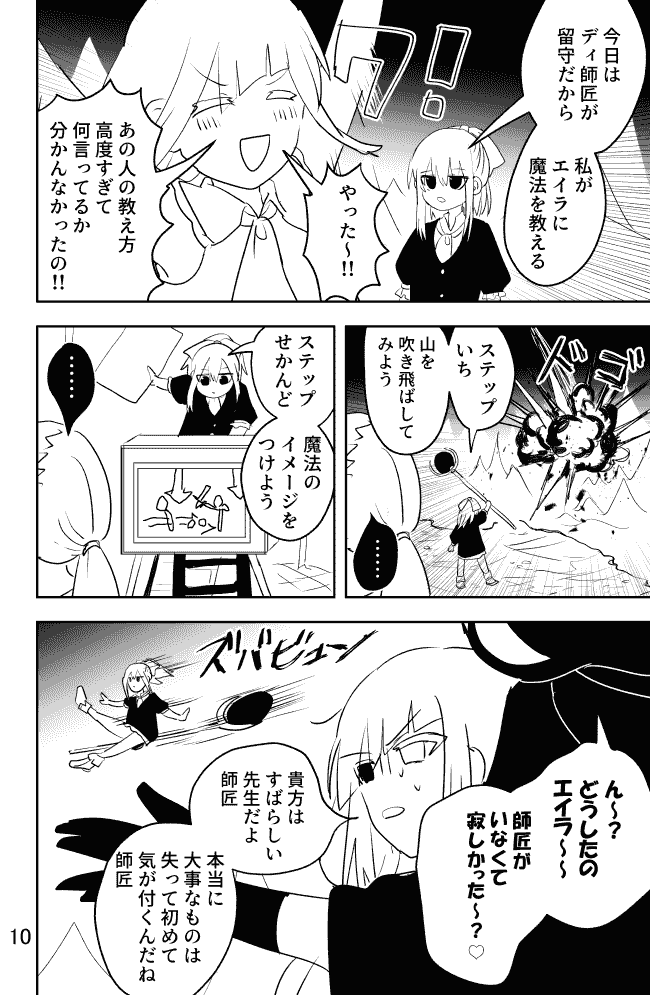 今日は
ディ師匠が
留守だから
私が
エイラに
魔法を教える
ワ!
やった~!!
あの人の教え方
高度すぎて
何言ってるか
分かんなかったの!!
ステップ
いち
山を
吹き飛ばして
みよう
ズゴ
……
ステップ
せかんど
魔法の
イメージを
つけよう
……
ズバビューン
ん~?
どうしたの
エイラ~~
師匠が
いなくて
寂しかった~?♡
貴方は
すばらしい
先生だよ
師匠
本当に
大事なものは
失って初めて
気が付くんだね
師匠
10